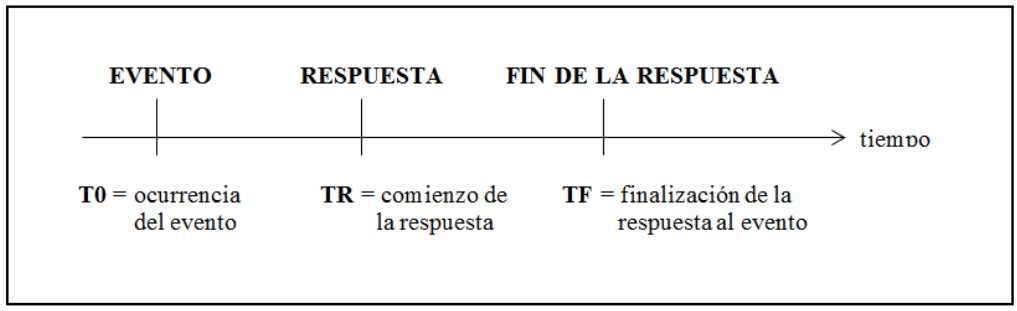 EVENTO RESPUESTA FIN DE LA RESPUESTA
tiempo
T0 = ocurrencia TR = comienzo de TF = finalización de la
del evento la respuesta respuesta al evento